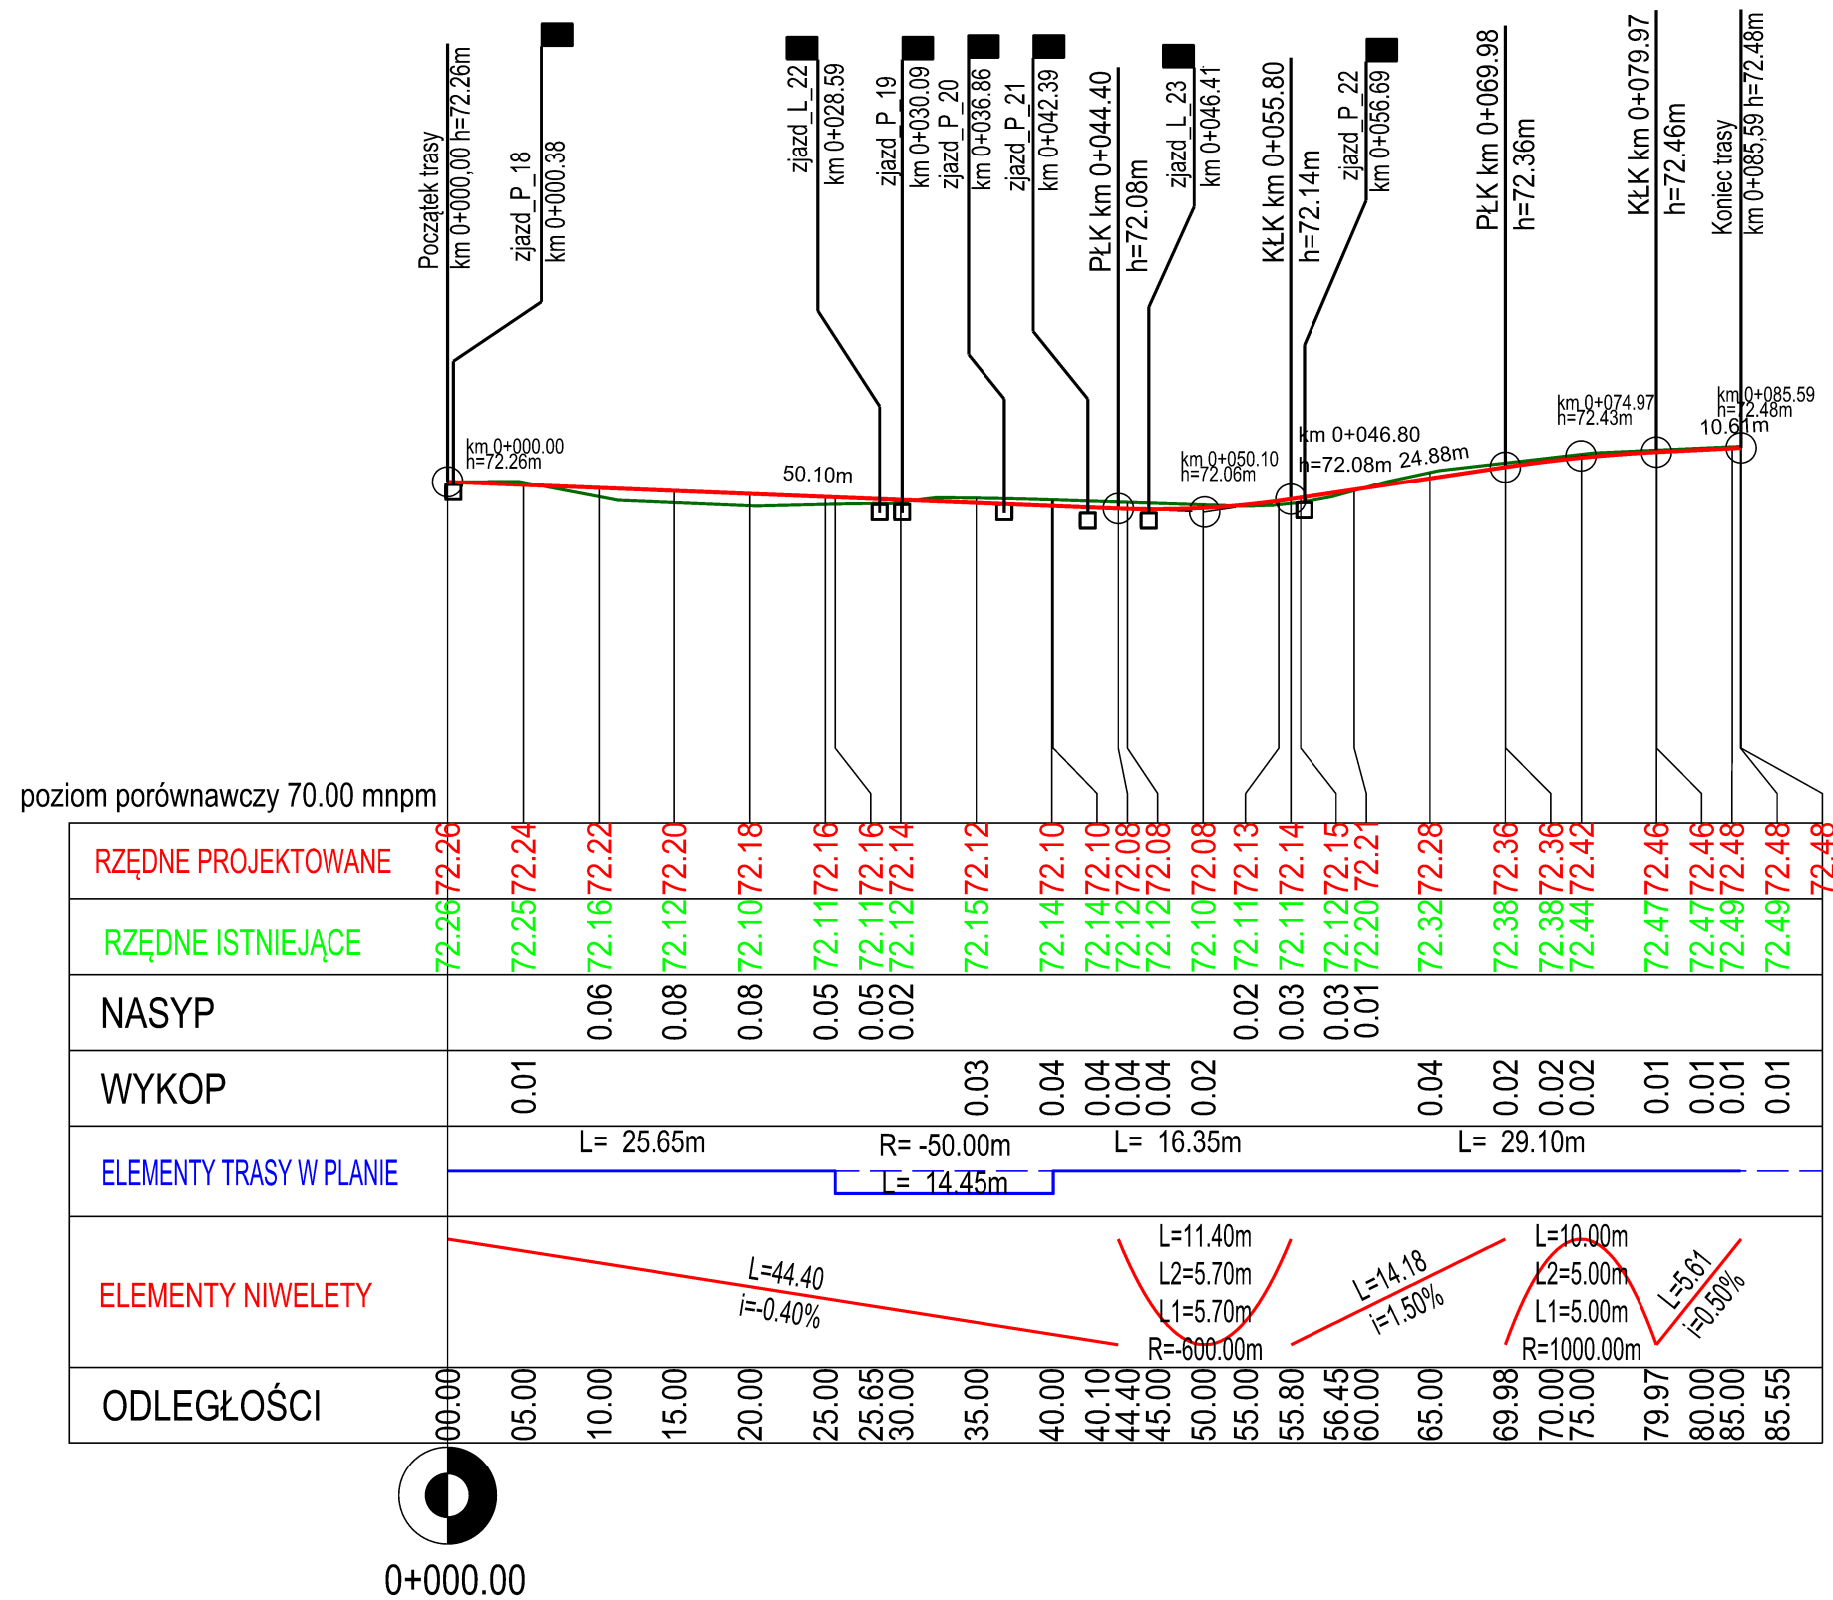 Początek trasy
km 0+000,00 h=72.26m
zjazd_P_18
km 0+000.38
zjazd_L_22
km 0+028.59
zjazd_P_19
km 0+030.09
zjazd_P_20
km 0+036.86
zjazd_P_21
km 0+042.39
PŁK km 0+044.40
h=72.08m
zjazd_L_23
km 0+046.41
KŁK km 0+055.80
h=72.14m
zjazd_P_22
km 0+056.69
PŁK km 0+069.98
h=72.36m
KŁK km 0+079.97
h=72.46m
Koniec trasy
km 0+085,59 h=72.48m
km 0+000.00
h=72.26m
50.10m
km 0+050.10
h=72.06m
km 0+046.80
h=72.08m
24.88m
km 0+074.97
h=72.43m
km 0+085.59
h=72.48m
10.61m
poziom porównawczy 70.00 mnpm
RZĘDNE PROJEKTOWANE 72.26 72.24 72.22 72.20 72.18 72.16 72.16 72.14 72.12 72.10 72.10 72.08 72.08 72.08 72.13 72.14 72.15 72.21 72.28 72.36 72.36 72.42 72.46 72.46 72.48 72.48 72.48
RZĘDNE ISTNIEJĄCE 72.26 72.25 72.16 72.12 72.10 72.11 72.11 72.12 72.15 72.14 72.14 72.12 72.12 72.10 72.11 72.11 72.12 72.20 72.32 72.38 72.38 72.44 72.47 72.47 72.49 72.49
NASYP 0.06 0.08 0.08 0.05 0.05 0.02 0.02 0.03 0.03 0.01
WYKOP 0.01 0.03 0.04 0.04 0.04 0.04 0.02 0.04 0.02 0.02 0.02 0.01 0.01 0.01 0.01
ELEMENTY TRASY W PLANIE
L= 25.65m
R= -50.00m
L= 14.45m
L= 16.35m
L= 29.10m
ELEMENTY NIWELETY
L=44.40
i=-0.40%
L=11.40m
L2=5.70m
L1=5.70m
R=-600.00m
L=14.18
i=1.50%
L=10.00m
L2=5.00m
L1=5.00m
R=1000.00m
L=5.61
i=0.50%
ODLEGŁOŚCI 00.00 05.00 10.00 15.00 20.00 25.00 25.65 30.00 35.00 40.00 40.10 44.40 45.00 50.00 55.00 55.80 56.45 60.00 65.00 69.98 70.00 75.00 79.97 80.00 85.00 85.55
0+000.00